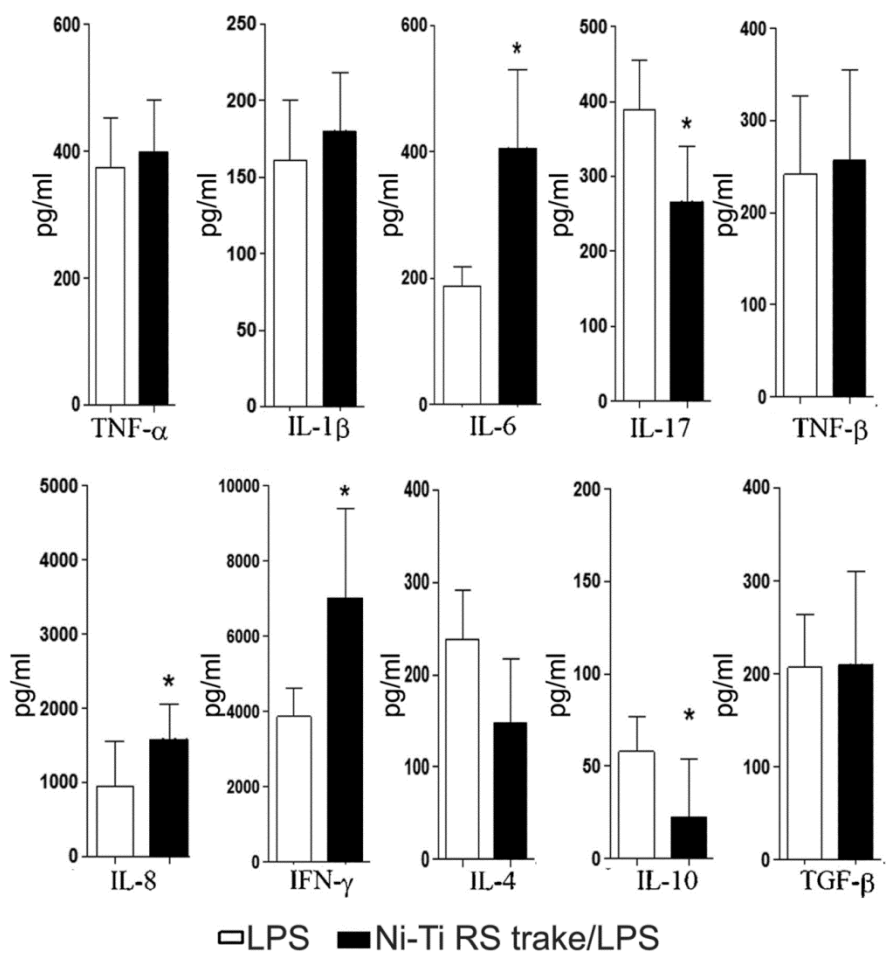 600
400
200
0
pg/ml
TNF-α
250
200
150
100
50
0
pg/ml
IL-1β
600
400
200
0
pg/ml
*
IL-6
500
400
300
200
100
0
pg/ml
*
IL-17
400
300
200
100
0
pg/ml
TNF-β
5000
4000
3000
2000
1000
0
pg/ml
*
IL-8
10000
8000
6000
4000
2000
0
pg/ml
*
IFN-γ
400
300
200
100
0
pg/ml
IL-4
200
150
100
50
0
pg/ml
*
IL-10
400
300
200
100
0
pg/ml
TGF-β
LPS Ni-Ti RS trake/LPS